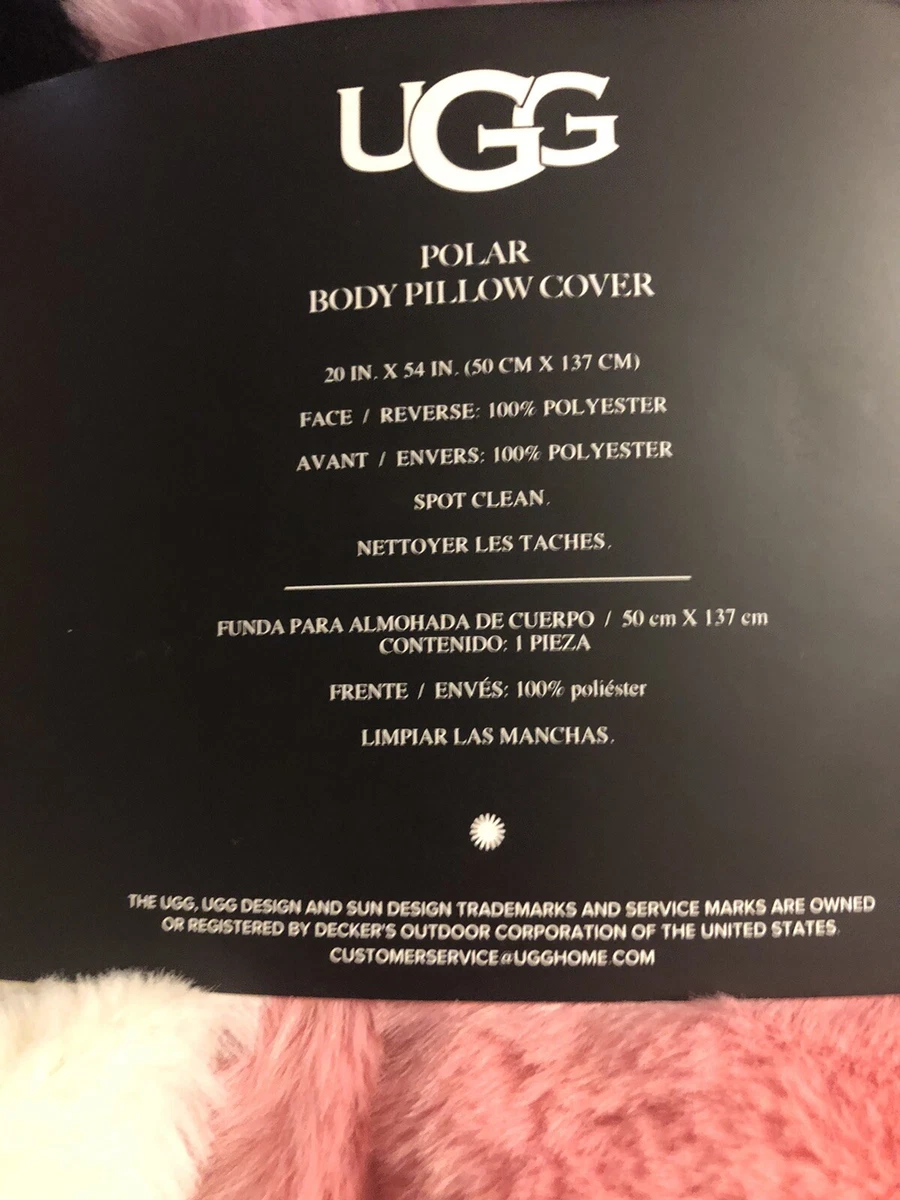 UGG
POLAR
BODY PILLOW COVER
20 IN. X 54 IN. (50 CM X 137 CM)
FACE / REVERSE: 100% POLYESTER
AVANT / ENVERS: 100% POLYESTER
SPOT CLEAN.
NETTOYER LES TACHES.
FUNDA PARA ALMOHADA DE CUERPO / 50 cm X 137 cm
CONTENIDO: 1 PIEZA
FRENTE / ENVÉS: 100% poliéster
LIMPIAR LAS MANCHAS.
THE UGG, UGG DESIGN AND SUN DESIGN TRADEMARKS AND SERVICE MARKS ARE OWNED
OR REGISTERED BY DECKER'S OUTDOOR CORPORATION OF THE UNITED STATES.
CUSTOMERSERVICE@UGGHOME.COM